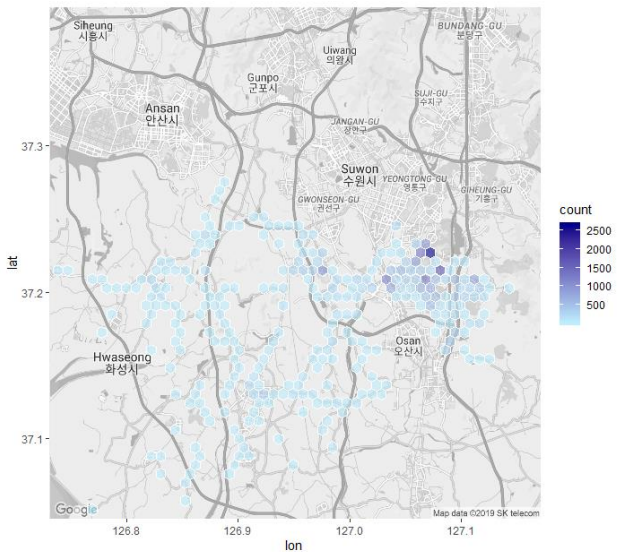 Siheung
시흥시
BUNDANG-GU
분당구
Uiwang
의왕시
Gunpo
군포시
SUJI-GU
수지구
Ansan
안산시
JANGAN-GU
장안구
37.3
Suwon
수원시
YEONGTONG-GU
영통구
GIHEUNG-GU
기흥구
GWONSEON-GU
권선구
count
2500
2000
1500
1000
500
lat
37.2
Osan
오산시
Hwaseong
화성시
37.1
Google
Map data ©2019 SK telecom
126.8
126.9
127.0
127.1
lon